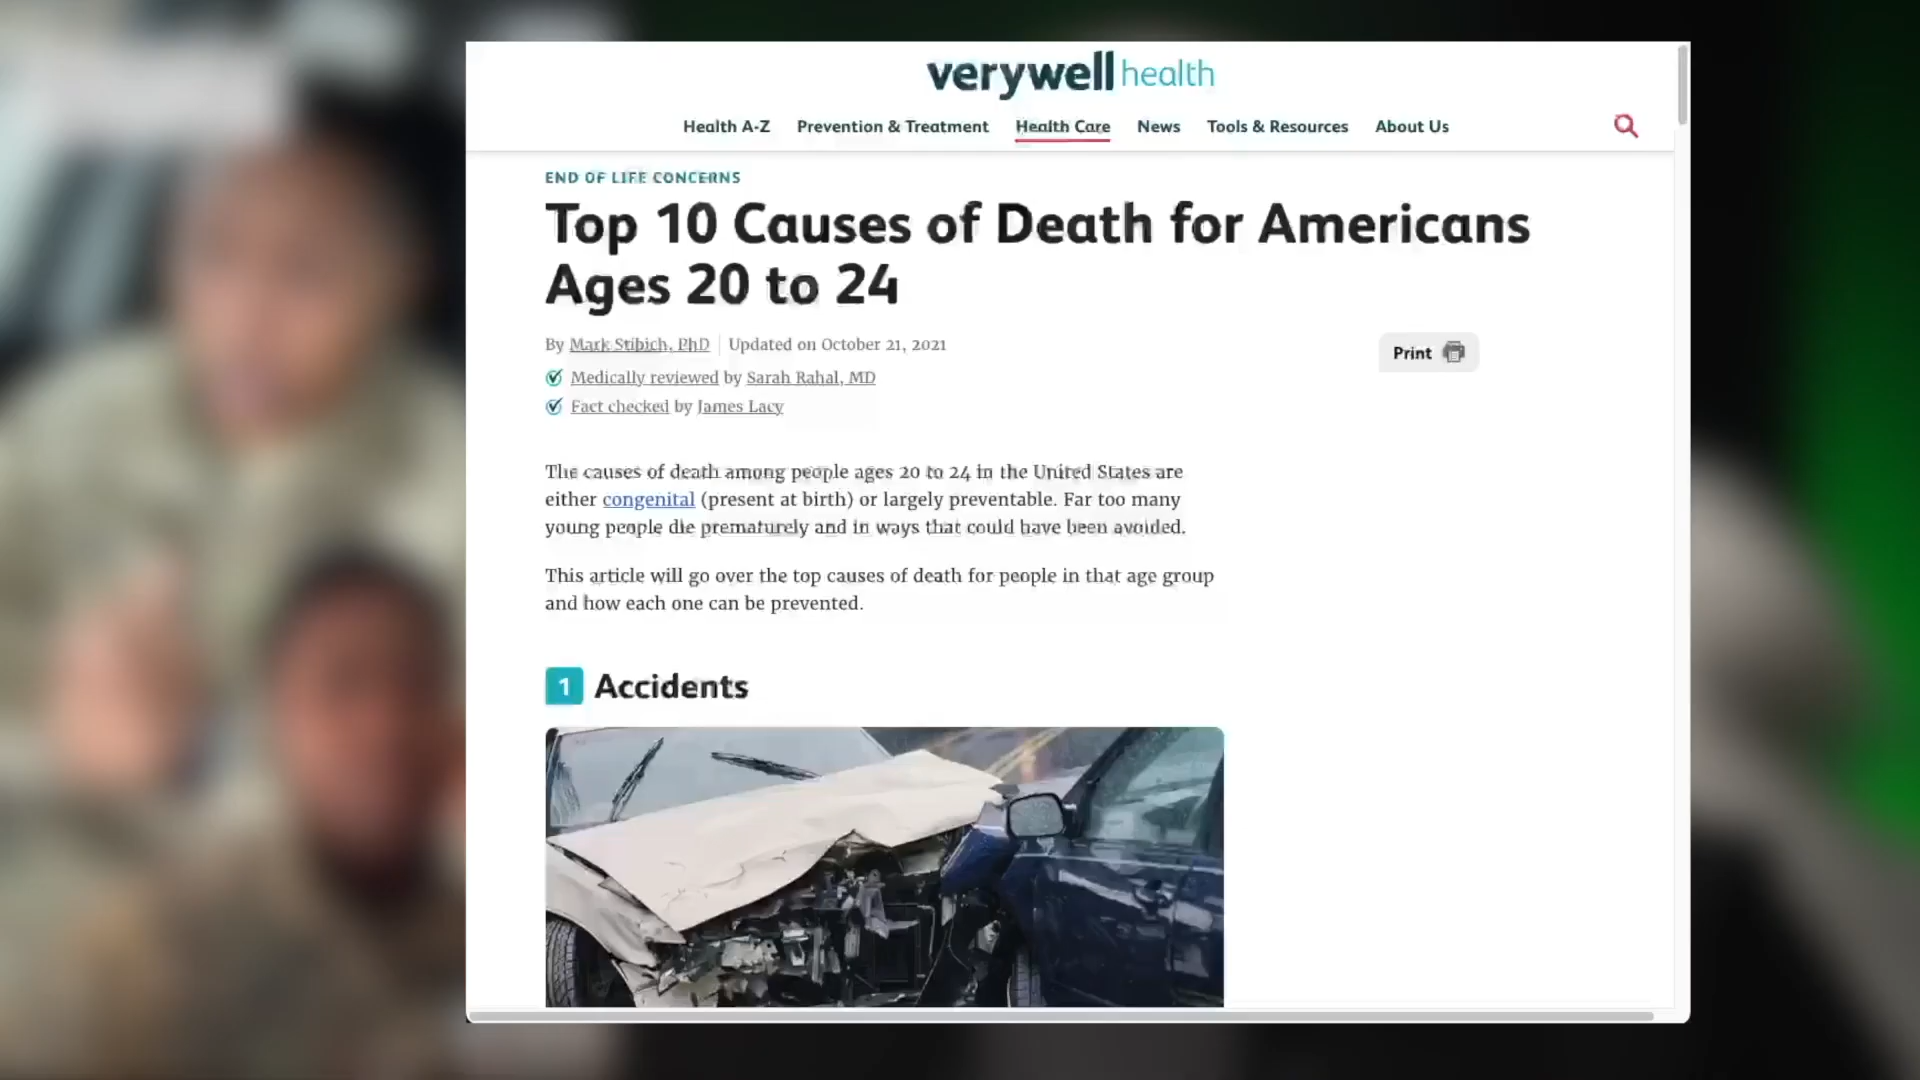 verywell health
Health A-Z Prevention & Treatment Health Care News Tools & Resources About Us
END OF LIFE CONCERNS
Top 10 Causes of Death for Americans
Ages 20 to 24
By Mark Stibich, PhD Updated on October 21, 2021
Print
Medically reviewed by Sarah Rahal, MD
Fact checked by James Lacy
The causes of death among people ages 20 to 24 in the United States are
either congenital (present at birth) or largely preventable. Far too many
young people die prematurely and in ways that could have been avoided.
This article will go over the top causes of death for people in that age group
and how each one can be prevented.
1 Accidents